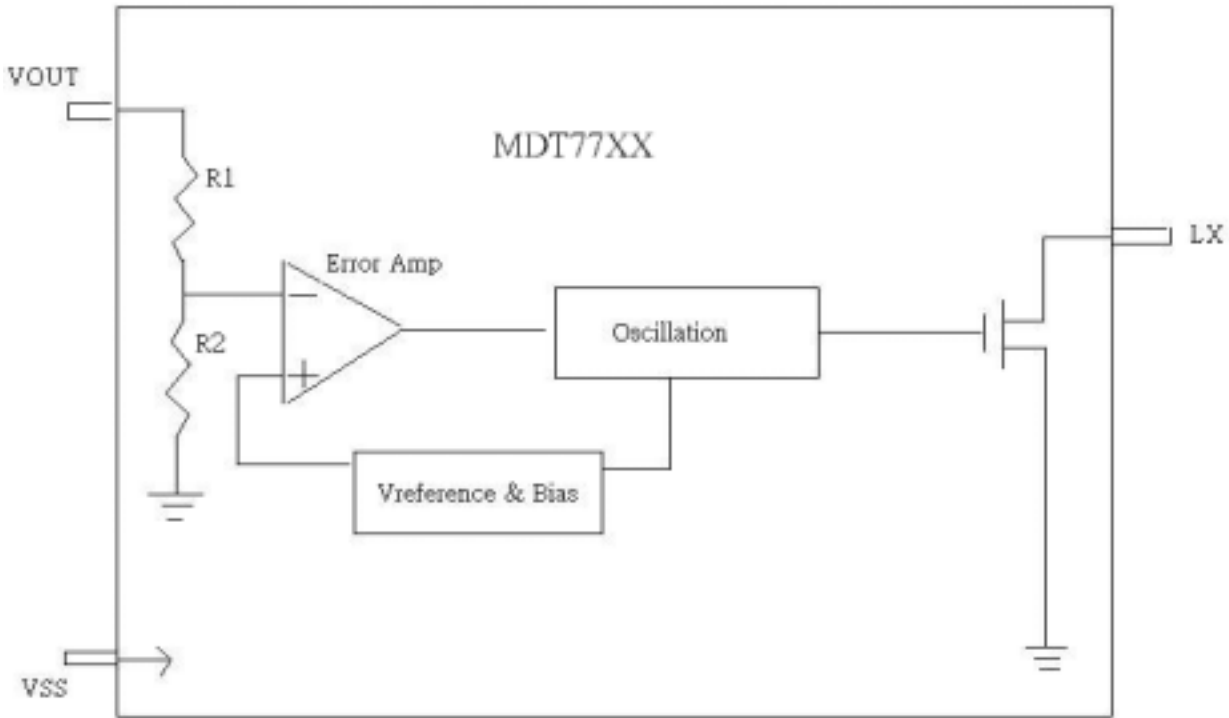 VOUT
MDT77XX
R1
LX
Error Amp
Oscillation
R2
Vreference & Bias
VSS